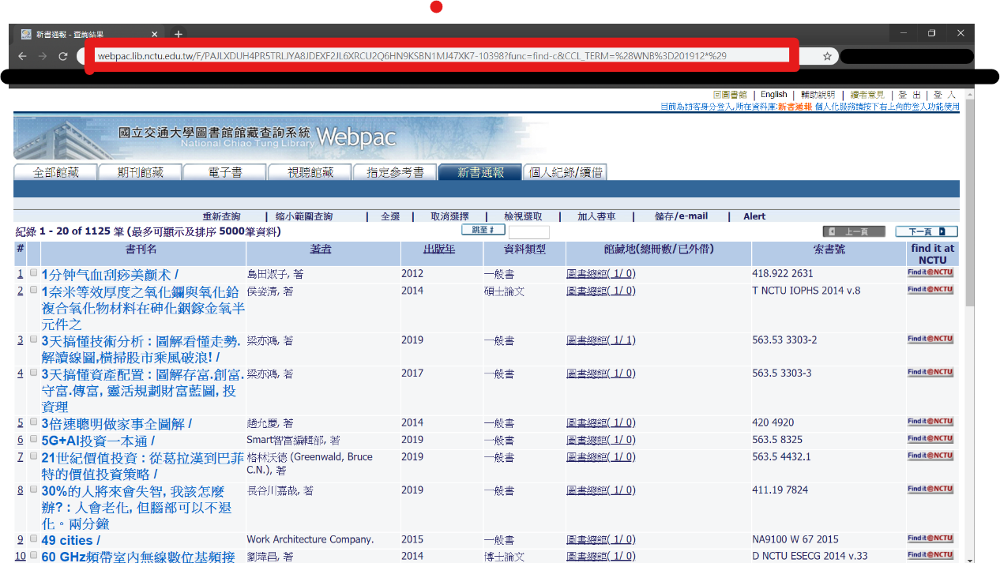 新書通報 - 查詢結果
webpac.lib.nctu.edu.tw/F/PAJLXDUH4PR5TRLJYA8JDEXF2JL6XRCU2Q6HN9KSBN1MJ47XK7-10398?func=find-c&CCL_TERM=%28WNB%3D201912*%29
回圖書館 | English | 輔助說明 | 讀者意見 | 登 出 | 登 入
目前為訪客身分登入,所在資料庫:新書通報 個人化服務請按下右上角的登入功能使用
國立交通大學圖書館館藏查詢系統 Webpac
National Chiao Tung Library
全部館藏 期刊館藏 電子書 視聽館藏 指定參考書 新書通報 個人紀錄/續借
重新查詢 | 縮小範圍查詢 | 全選 | 取消選擇 | 檢視選取 | 加入書車 | 儲存/e-mail | Alert
紀錄 1 - 20 of 1125 筆 (最多可顯示及排序 5000筆資料) 跳至 # 上一頁 下一頁
# 書刊名 著者 出版年 資料類型 館藏地(總冊數/已外借) 索書號 find it at
NCTU
1 1分钟气血刮痧美颜术 / 島田淑子, 著 2012 一般書 圖書總館( 1/ 0) 418.922 2631 Find it@NCTU
2 1奈米等效厚度之氧化鑭與氧化鉿 侯姿清, 著 2014 碩士論文 圖書總館( 1/ 0) T NCTU IOPHS 2014 v.8 Find it@NCTU
複合氧化物材料在砷化銦鎵金氧半
元件之
3 3天搞懂技術分析 : 圖解看懂走勢. 梁亦鴻, 著 2019 一般書 圖書總館( 1/ 1) 563.53 3303-2 Find it@NCTU
解讀線圖,橫掃股市乘風破浪! /
4 3天搞懂資產配置 : 圖解存富.創富. 梁亦鴻, 著 2017 一般書 圖書總館( 1/ 0) 563.5 3303-3 Find it@NCTU
守富.傳富, 靈活規劃財富藍圖, 投
資理
5 3倍速聰明做家事全圖解 / 趙允慶, 著 2014 一般書 圖書總館( 1/ 0) 420 4920 Find it@NCTU
6 5G+AI投資一本通 / Smart智富編輯部, 著 2019 一般書 圖書總館( 1/ 0) 563.5 8325 Find it@NCTU
7 21世紀價值投資 : 從葛拉漢到巴菲 格林沃德 (Greenwald, Bruce 2019 一般書 圖書總館( 1/ 0) 563.5 4432.1 Find it@NCTU
特的價值投資策略 / C.N.), 著
8 30%的人將來會失智, 我該怎麼 長谷川嘉哉, 著 2019 一般書 圖書總館( 1/ 0) 411.19 7824 Find it@NCTU
辦? : 人會老化, 但腦部可以不退
化。兩分鐘
9 49 cities / Work Architecture Company. 2015 一般書 圖書總館( 1/ 0) NA9100 W 67 2015 Find it@NCTU
10 60 GHz頻帶室內無線數位基頻接 劉瑋昌, 著 2014 博士論文 圖書總館( 1/ 0) D NCTU ESECG 2014 v.33 Find it@NCTU